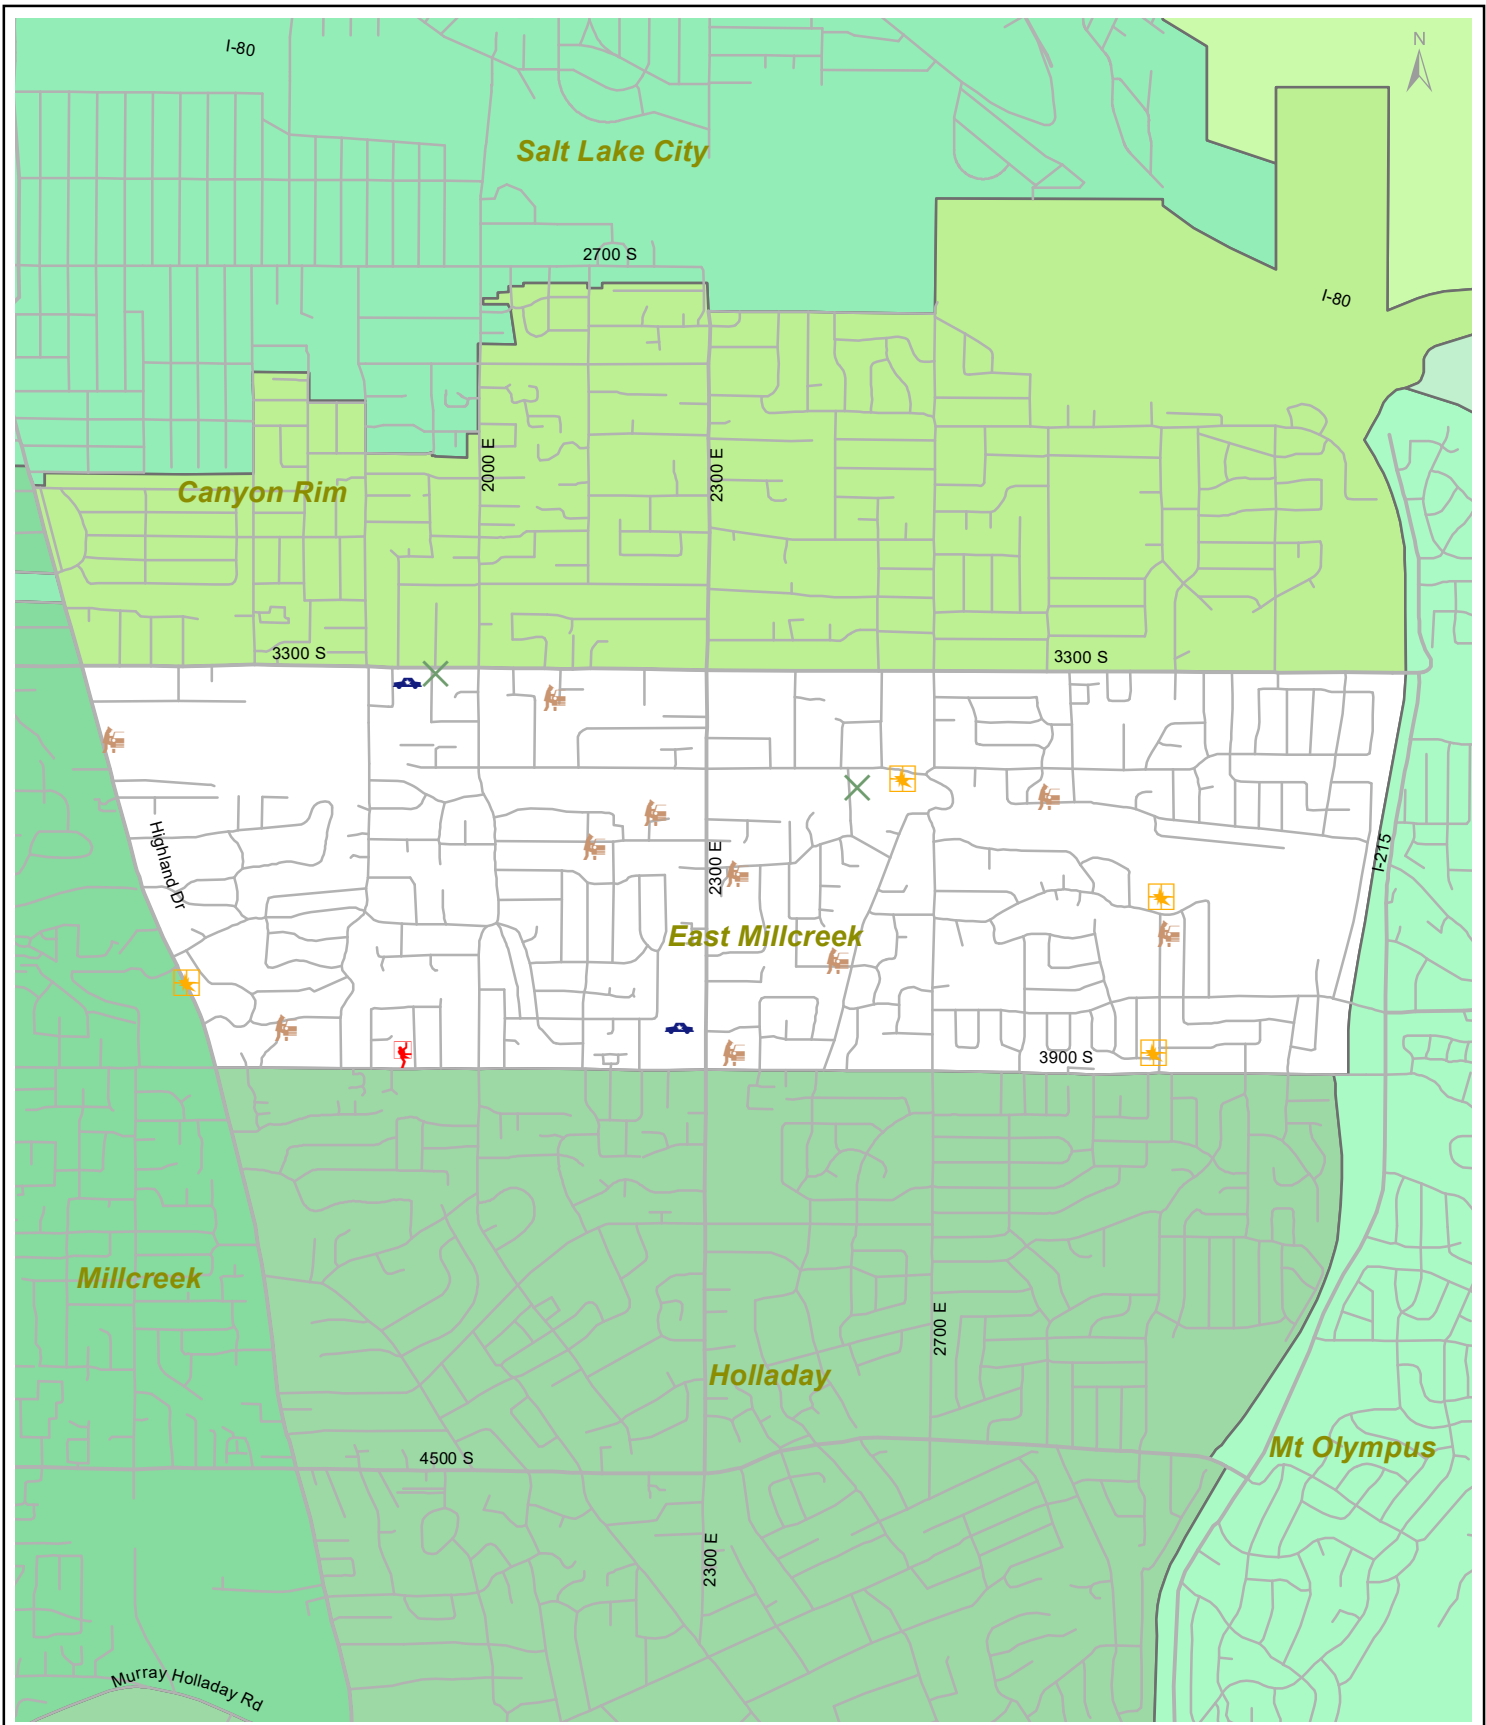 I-80
N
Salt Lake City
2700 S
I-80
2000 E
2300 E
Canyon Rim
3300 S
3300 S
Highland Dr
2300 E
I-215
East Millcreek
3900 S
Millcreek
2700 E
Holladay
4500 S
Mt Olympus
2300 E
Murray Holladay Rd